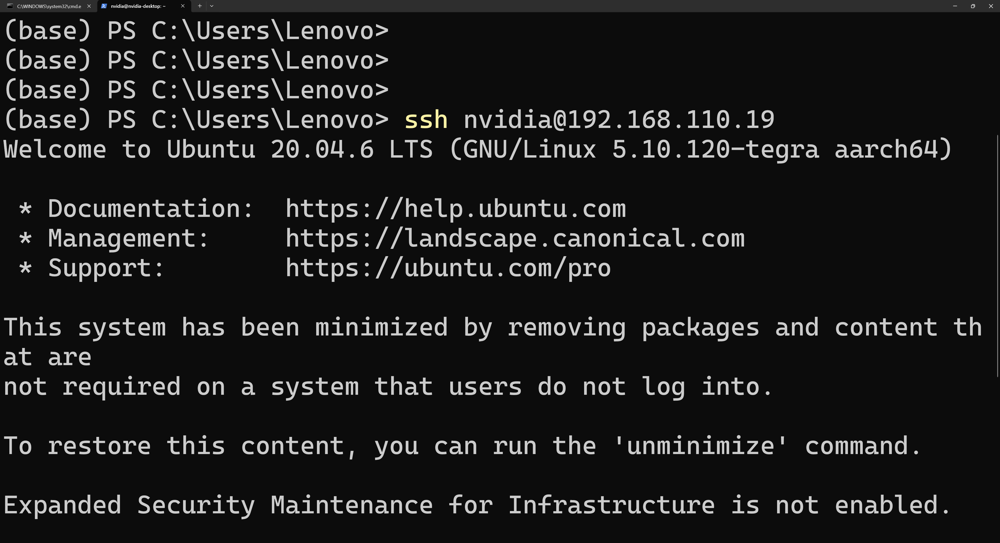 C:\WINDOWS\system32\cmd.e
nvidia@nvidia-desktop: ~
(base) PS C:\Users\Lenovo>
(base) PS C:\Users\Lenovo>
(base) PS C:\Users\Lenovo>
(base) PS C:\Users\Lenovo> ssh nvidia@192.168.110.19
Welcome to Ubuntu 20.04.6 LTS (GNU/Linux 5.10.120-tegra aarch64)
* Documentation:  https://help.ubuntu.com
* Management:     https://landscape.canonical.com
* Support:        https://ubuntu.com/pro
This system has been minimized by removing packages and content th
at are
not required on a system that users do not log into.
To restore this content, you can run the 'unminimize' command.
Expanded Security Maintenance for Infrastructure is not enabled.